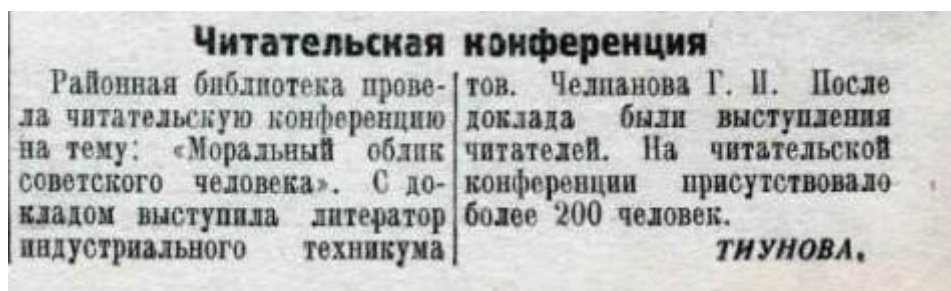 Читательская конференция
Районная библиотека прове-
ла читательскую конференцию
на тему: «Моральный облик
советского человека». С до-
кладом выступила литератор
индустриального техникума
тов. Челпанова Г. И. После
доклада были выступления
читателей. На читательской
конференции присутствовало
более 200 человек.
ТИУНОВА.